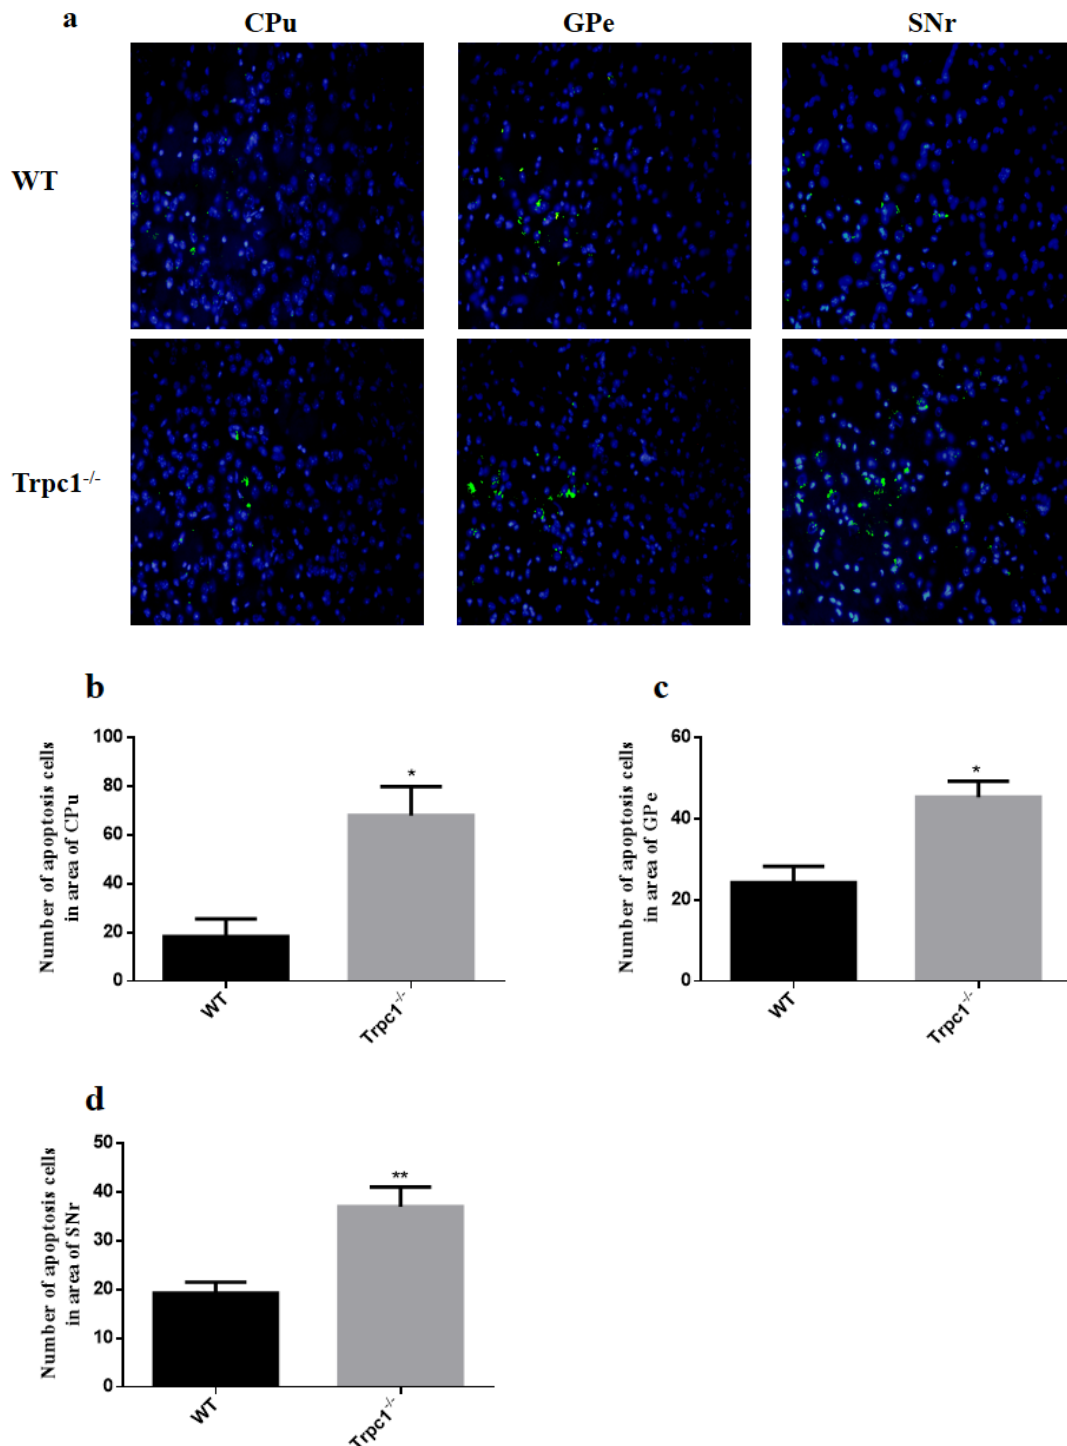 a
CPu
GPe
SNr
WT
Trpc1-/-
b
Number of apoptosis cells
in area of CPu
100
80
60
40
20
0
*
WT
Trpc1-/-
c
Number of apoptosis cells
in area of GPe
60
40
20
0
*
WT
Trpc1-/-
d
Number of apoptosis cells
in area of SNr
50
40
30
20
10
0
**
WT
Trpc1-/-